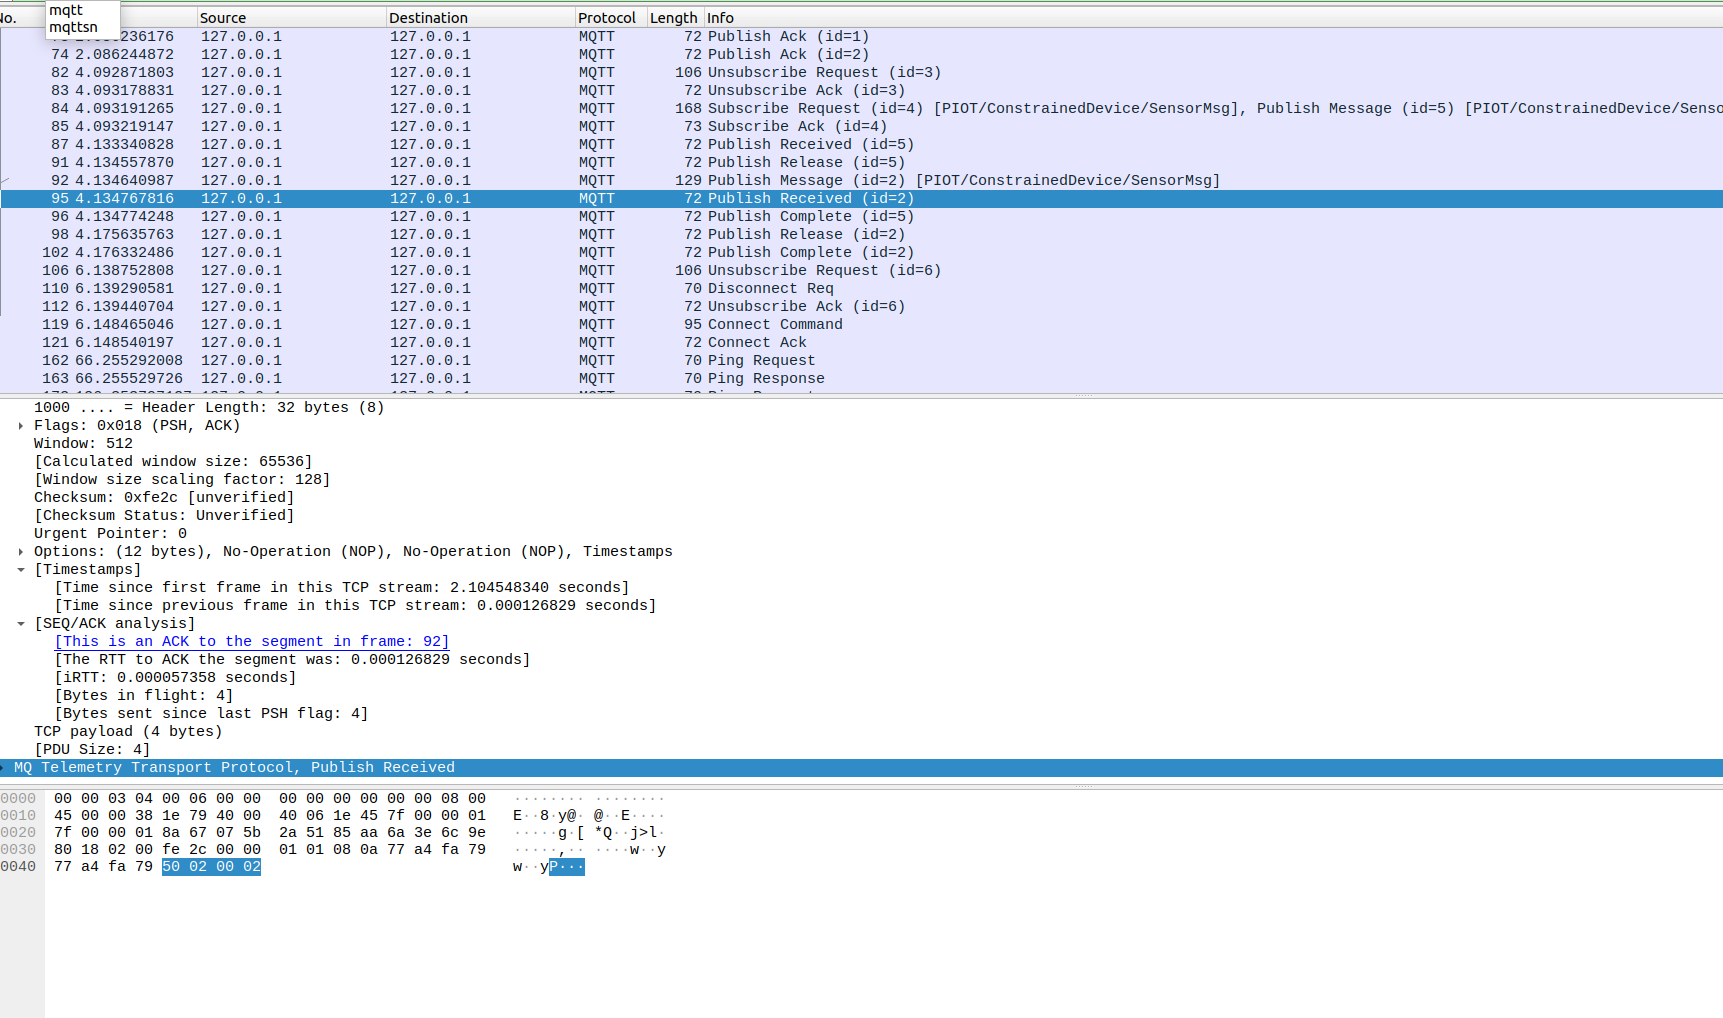 mqtt
mqttsn
No. Source Destination Protocol Length Info
236176 127.0.0.1 127.0.0.1 MQTT 72 Publish Ack (id=1)
74 2.086244872 127.0.0.1 127.0.0.1 MQTT 72 Publish Ack (id=2)
82 4.092871803 127.0.0.1 127.0.0.1 MQTT 106 Unsubscribe Request (id=3)
83 4.093178831 127.0.0.1 127.0.0.1 MQTT 72 Unsubscribe Ack (id=3)
84 4.093191265 127.0.0.1 127.0.0.1 MQTT 168 Subscribe Request (id=4) [PIOT/ConstrainedDevice/SensorMsg], Publish Message (id=5) [PIOT/ConstrainedDevice/Senso
85 4.093219147 127.0.0.1 127.0.0.1 MQTT 73 Subscribe Ack (id=4)
87 4.133340828 127.0.0.1 127.0.0.1 MQTT 72 Publish Received (id=5)
91 4.134557870 127.0.0.1 127.0.0.1 MQTT 72 Publish Release (id=5)
92 4.134640987 127.0.0.1 127.0.0.1 MQTT 129 Publish Message (id=2) [PIOT/ConstrainedDevice/SensorMsg]
95 4.134767816 127.0.0.1 127.0.0.1 MQTT 72 Publish Received (id=2)
96 4.134774248 127.0.0.1 127.0.0.1 MQTT 72 Publish Complete (id=5)
98 4.175635763 127.0.0.1 127.0.0.1 MQTT 72 Publish Release (id=2)
102 4.176332486 127.0.0.1 127.0.0.1 MQTT 72 Publish Complete (id=2)
106 6.138752808 127.0.0.1 127.0.0.1 MQTT 106 Unsubscribe Request (id=6)
110 6.139290581 127.0.0.1 127.0.0.1 MQTT 70 Disconnect Req
112 6.139440704 127.0.0.1 127.0.0.1 MQTT 72 Unsubscribe Ack (id=6)
119 6.148465046 127.0.0.1 127.0.0.1 MQTT 95 Connect Command
121 6.148540197 127.0.0.1 127.0.0.1 MQTT 72 Connect Ack
162 66.255292008 127.0.0.1 127.0.0.1 MQTT 70 Ping Request
163 66.255529726 127.0.0.1 127.0.0.1 MQTT 70 Ping Response
1000 .... = Header Length: 32 bytes (8)
Flags: 0x018 (PSH, ACK)
Window: 512
[Calculated window size: 65536]
[Window size scaling factor: 128]
Checksum: 0xfe2c [unverified]
[Checksum Status: Unverified]
Urgent Pointer: 0
Options: (12 bytes), No-Operation (NOP), No-Operation (NOP), Timestamps
[Timestamps]
[Time since first frame in this TCP stream: 2.104548340 seconds]
[Time since previous frame in this TCP stream: 0.000126829 seconds]
[SEQ/ACK analysis]
[This is an ACK to the segment in frame: 92]
[The RTT to ACK the segment was: 0.000126829 seconds]
[iRTT: 0.000057358 seconds]
[Bytes in flight: 4]
[Bytes sent since last PSH flag: 4]
TCP payload (4 bytes)
[PDU Size: 4]
MQ Telemetry Transport Protocol, Publish Received
0000 00 00 03 04 00 06 00 00 00 00 00 00 00 00 08 00 ········ ········
0010 45 00 00 38 1e 79 40 00 40 06 1e 45 7f 00 00 01 E··8·y@· @··E····
0020 7f 00 00 01 8a 67 07 5b 2a 51 85 aa 6a 3e 6c 9e ·····g·[ *Q··j>l·
0030 80 18 02 00 fe 2c 00 00 01 01 08 0a 77 a4 fa 79 ·····,·· ····w··y
0040 77 a4 fa 79 50 02 00 02 w··yP···